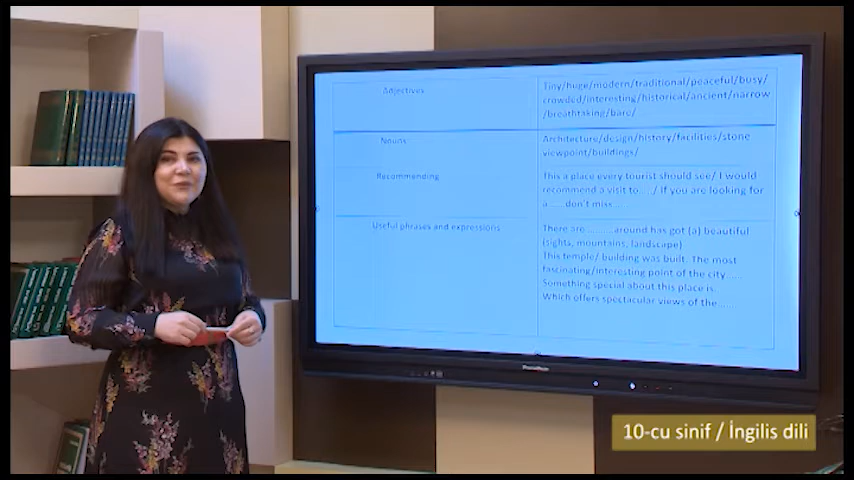 Adjectives
Tiny/huge/modern/traditional/peaceful/busy/
crowded/interesting/historical/ancient/narrow
/breathtaking/bare/
Nouns
Architecture/design/history/facilities/stone
viewpoint/buildings/
Recommending
This a place every tourist should see/ I would
recommend a visit to...../ If you are looking for
a..... don't miss.....
Useful phrases and expressions
There are ......... around has got (a) beautiful
(sights, mountains, landscape)
This temple/ building was built. The most
fascinating/interesting point of the city .....
Something special about this place is
Which offers spectacular views of the ......
10-cu sinif / İngilis dili